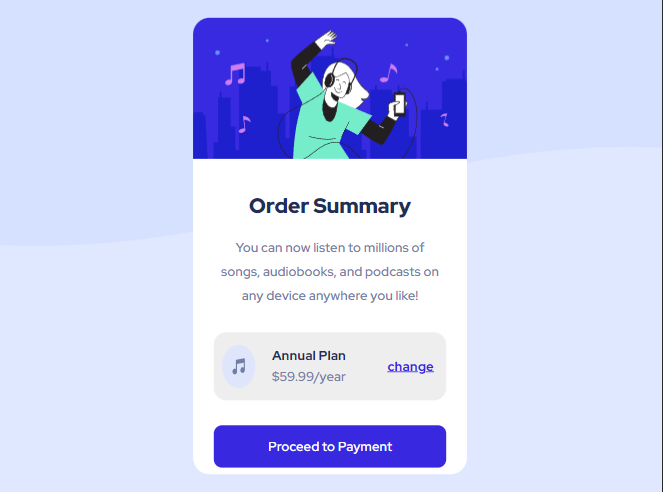 Order Summary
You can now listen to millions of
songs, audiobooks, and podcasts on
any device anywhere you like!
Annual Plan
$59.99/year
change
Proceed to Payment